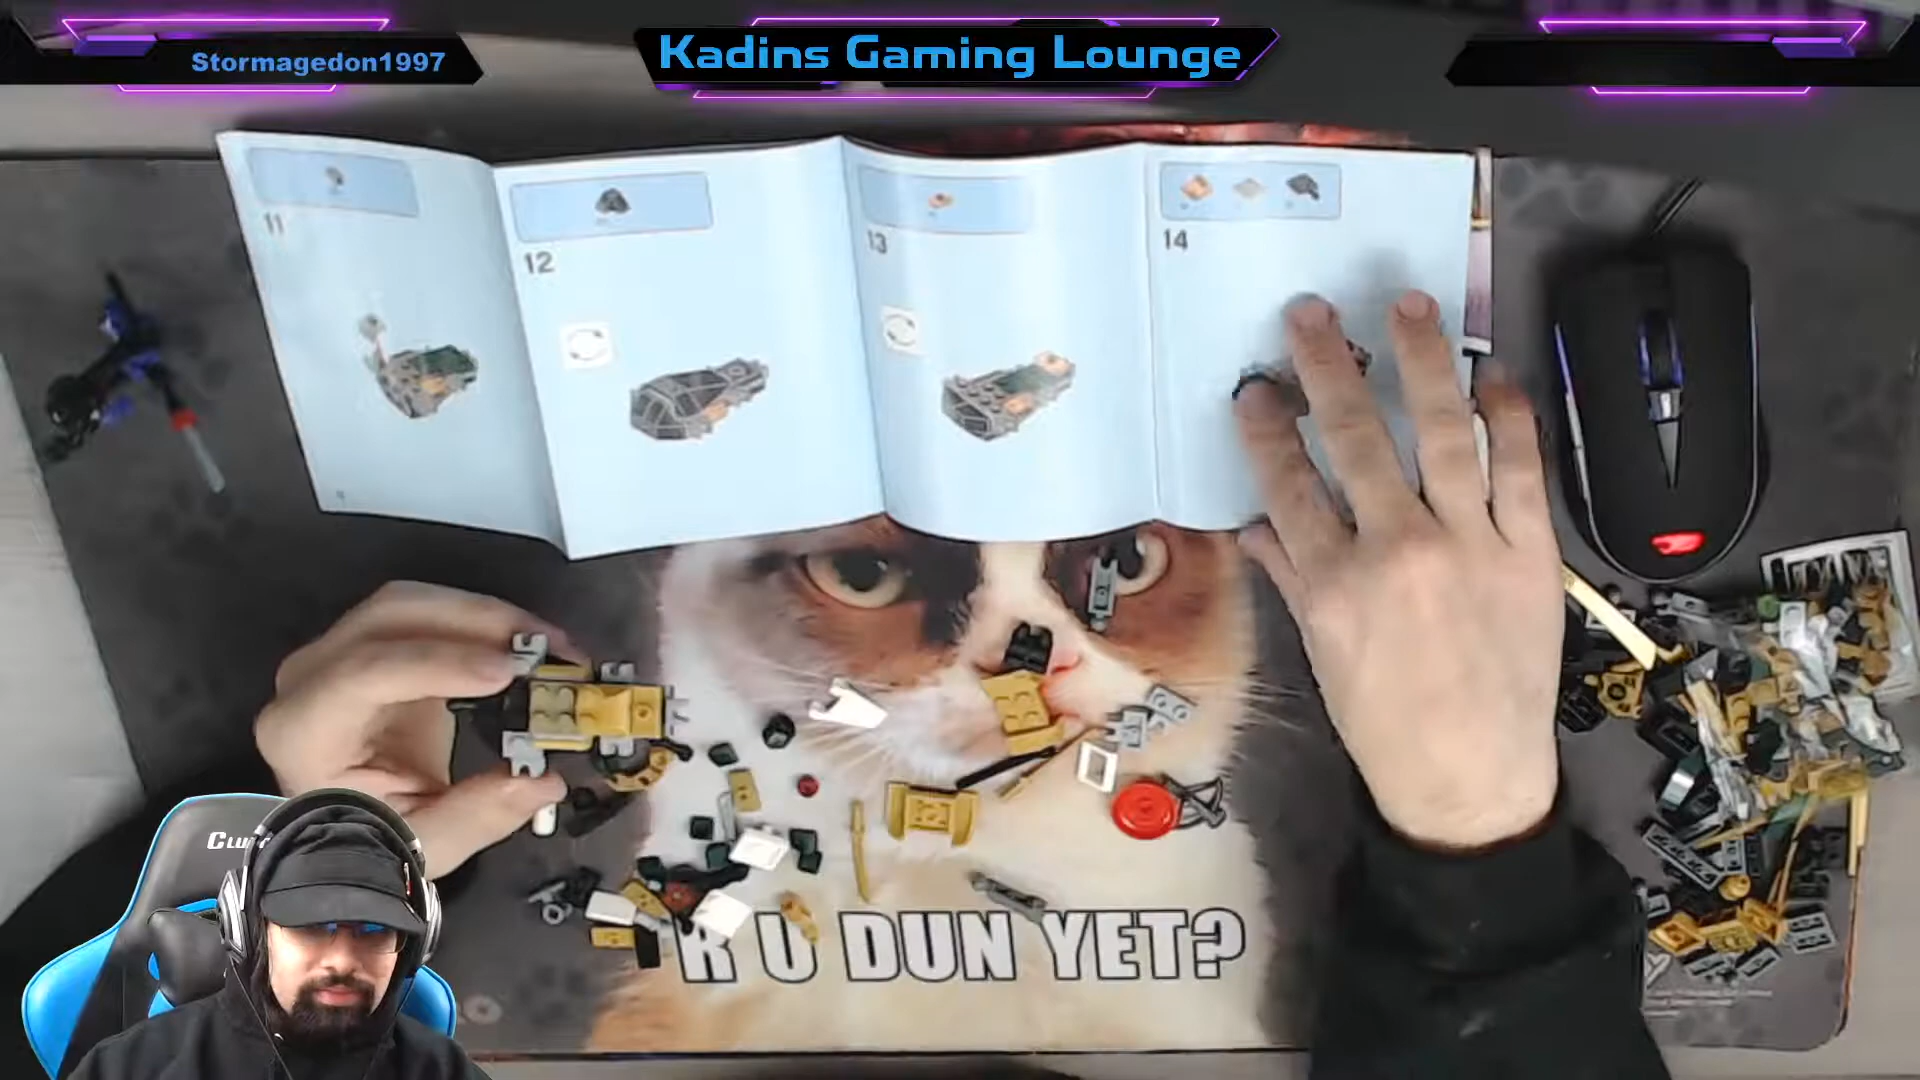 Stormagedon1997
Kadins Gaming Lounge
11
12
13
14
R U DUN YET?